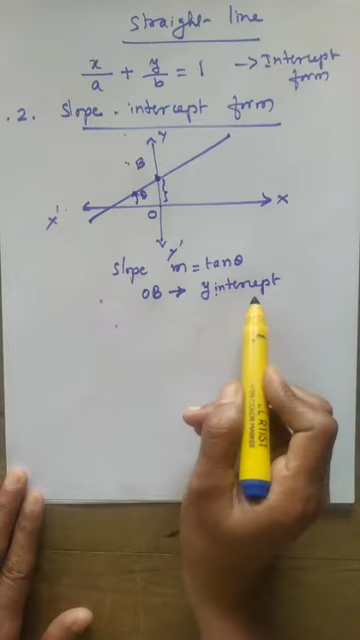 Straight line
x/a + y/b = 1 → Intercept form
2. Slope intercept form
Y
B
θ
X' O X
Y'
Slope m = tanθ
OB → y intercept